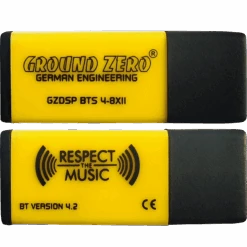 GROUND ZERO®
GERMAN ENGINEERING
GZDSP BTS 4-8XII
RESPECT
THE
MUSIC
BT VERSION 4.2 CE